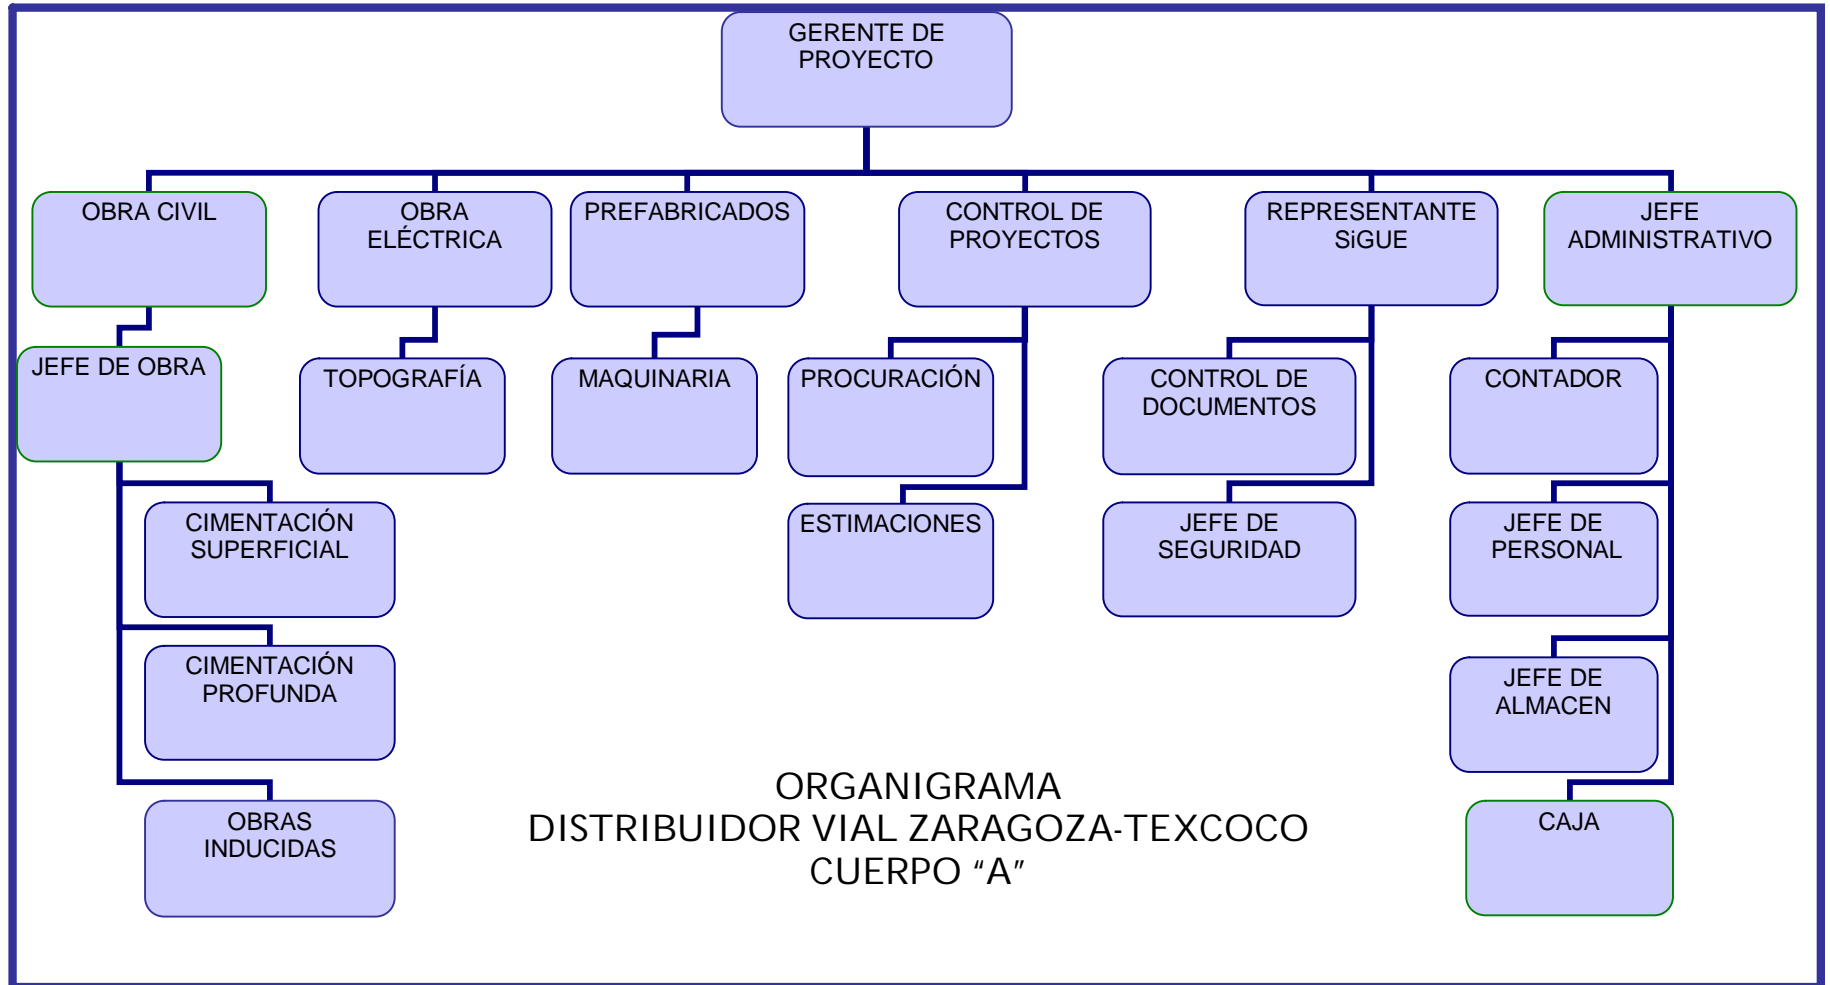 GERENTE DE
PROYECTO
OBRA CIVIL
OBRA
ELÉCTRICA
PREFABRICADOS
CONTROL DE
PROYECTOS
REPRESENTANTE
SiGUE
JEFE
ADMINISTRATIVO
JEFE DE OBRA
TOPOGRAFÍA
MAQUINARIA
PROCURACIÓN
CONTROL DE
DOCUMENTOS
CONTADOR
CIMENTACIÓN
SUPERFICIAL
ESTIMACIONES
JEFE DE
SEGURIDAD
JEFE DE
PERSONAL
CIMENTACIÓN
PROFUNDA
JEFE DE
ALMACEN
OBRAS
INDUCIDAS
CAJA
ORGANIGRAMA
DISTRIBUIDOR VIAL ZARAGOZA-TEXCOCO
CUERPO “A”